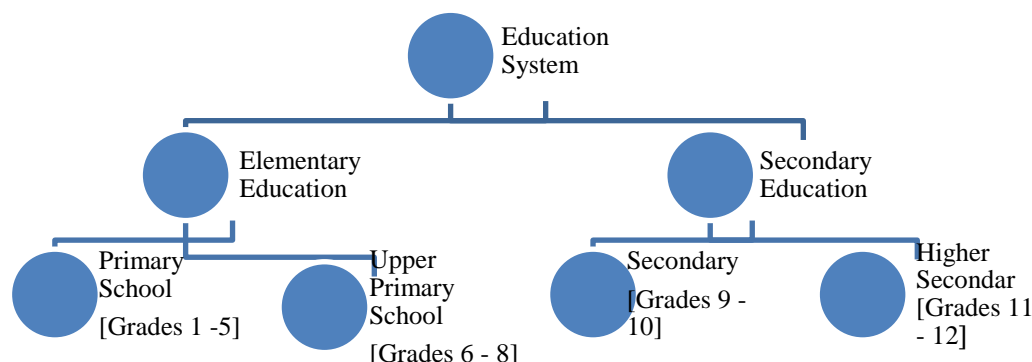 Education
System
Elementary
Education
Secondary
Education
Primary
School
[Grades 1 -5]
Upper
Primary
School
[Grades 6 - 8]
Secondary
[Grades 9 -
10]
Higher
Secondar
[Grades 11
- 12]